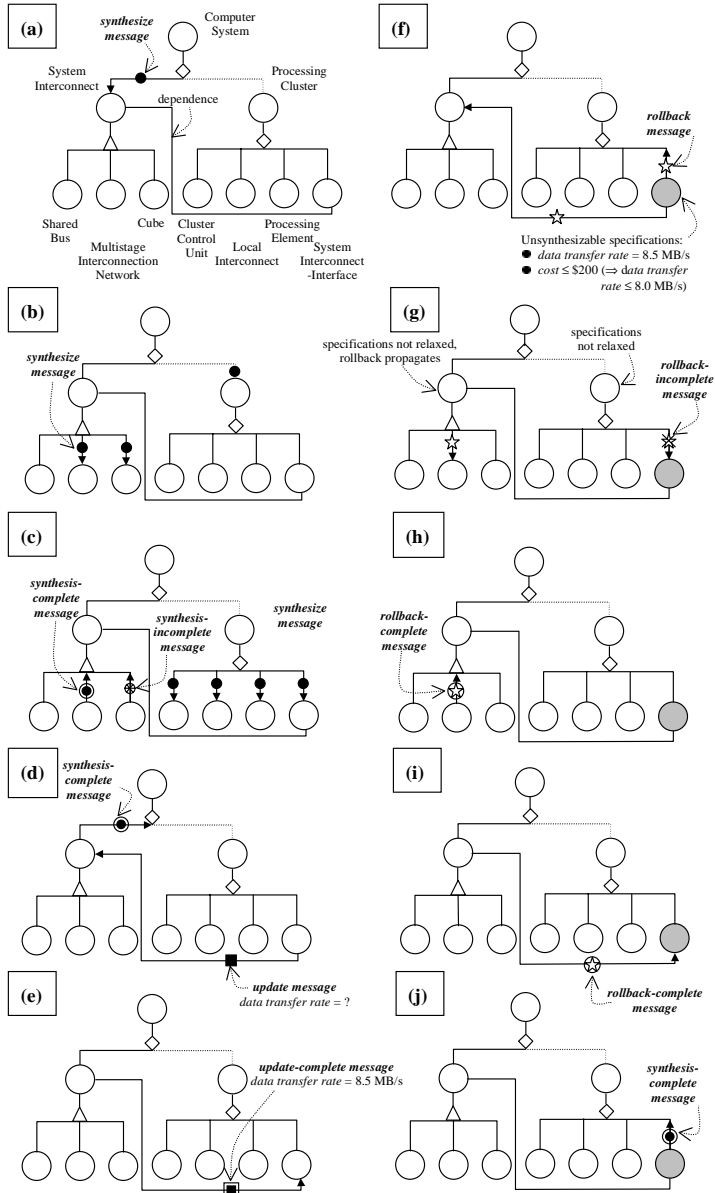 (a)
synthesize
message
Computer
System
System
Interconnect
Processing
Cluster
dependence
Shared
Bus
Multistage
Interconnection
Network
Cube
Cluster
Control
Unit
Local
Interconnect
Processing
Element
System
Interconnect
-Interface
(b)
synthesize
message
(c)
synthesis-
complete
message
synthesis-
incomplete
message
synthesize
message
(d)
synthesis-
complete
message
update message
data transfer rate = ?
(e)
update-complete message
data transfer rate = 8.5 MB/s
(f)
rollback
message
Unsynthesizable specifications:
● data transfer rate = 8.5 MB/s
● cost ≤ $200 (⇒ data transfer
rate ≤ 8.0 MB/s)
(g)
specifications not relaxed,
rollback propagates
specifications
not relaxed
rollback-
incomplete
message
(h)
rollback-
complete
message
(i)
rollback-complete
message
(j)
synthesis-
complete
message